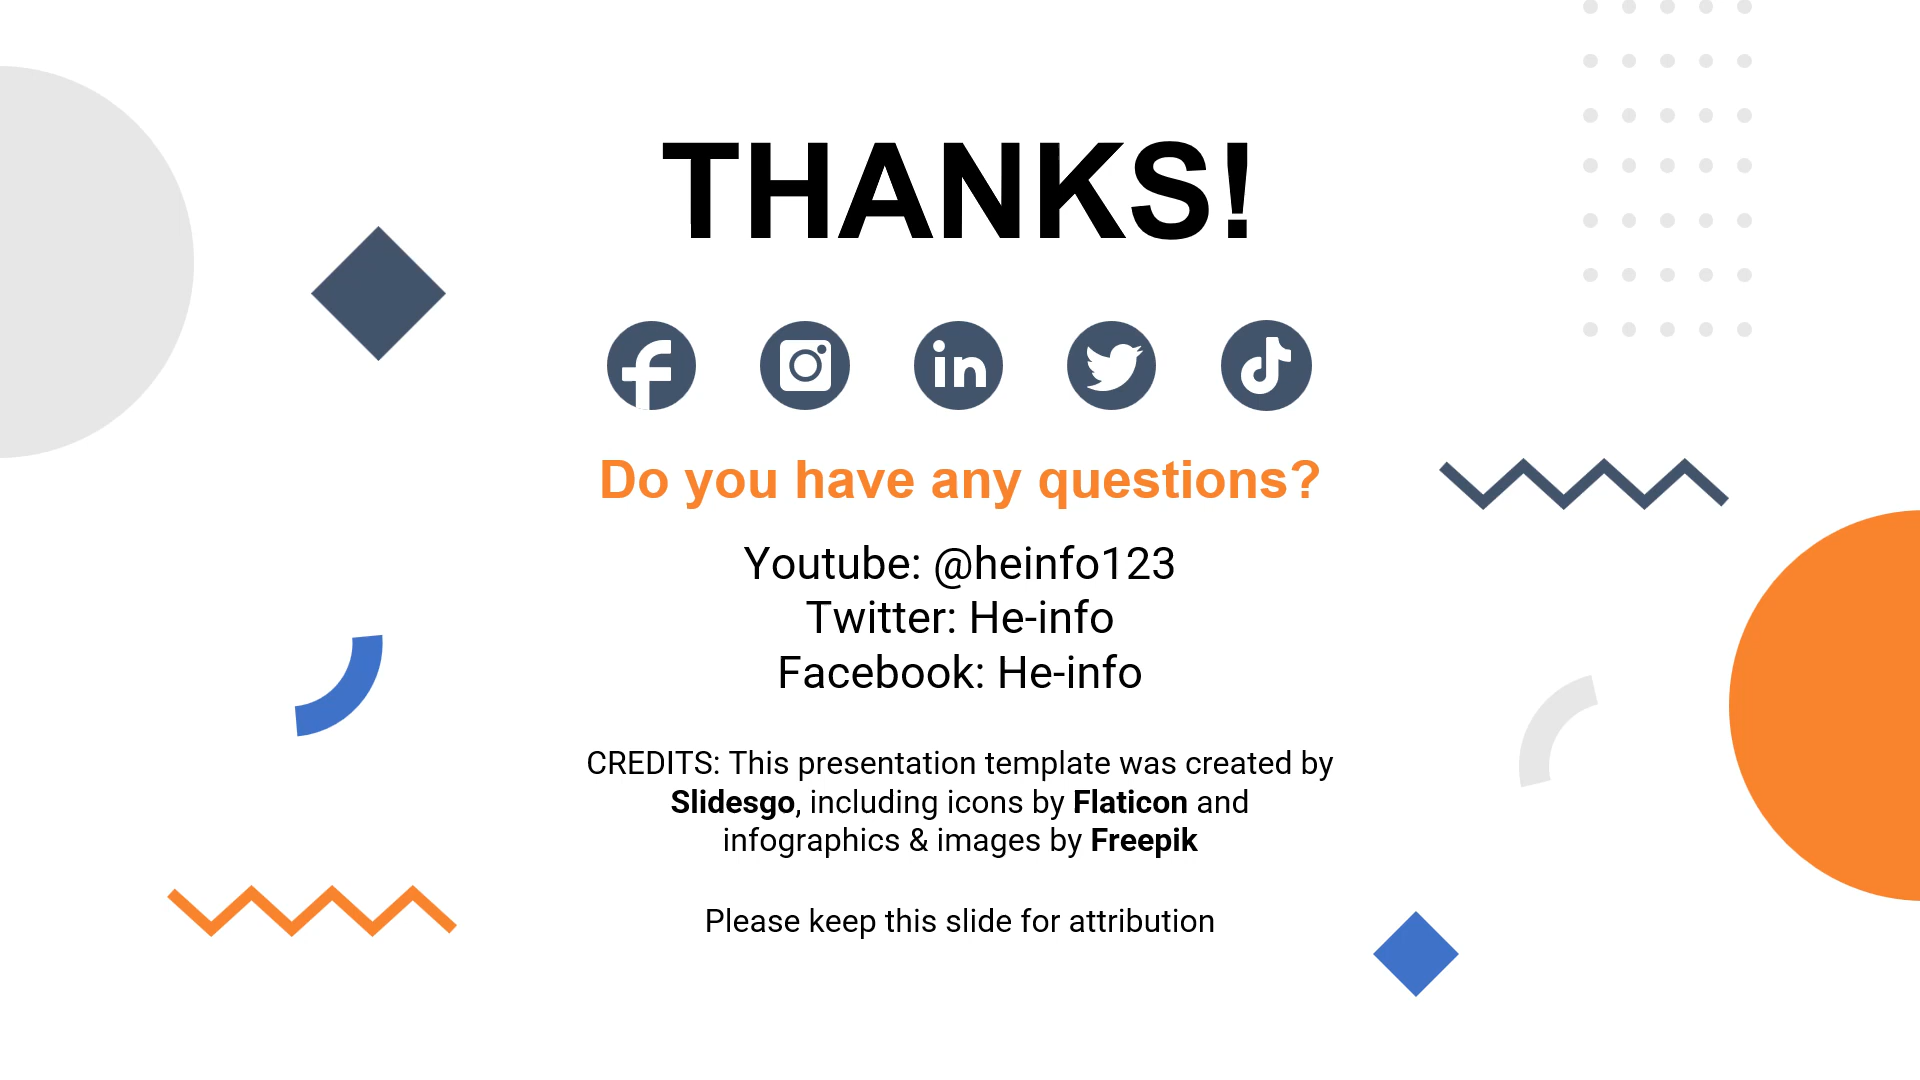 THANKS!
Do you have any questions?
Youtube: @heinfo123
Twitter: He-info
Facebook: He-info
CREDITS: This presentation template was created by
Slidesgo, including icons by Flaticon and
infographics & images by Freepik
Please keep this slide for attribution